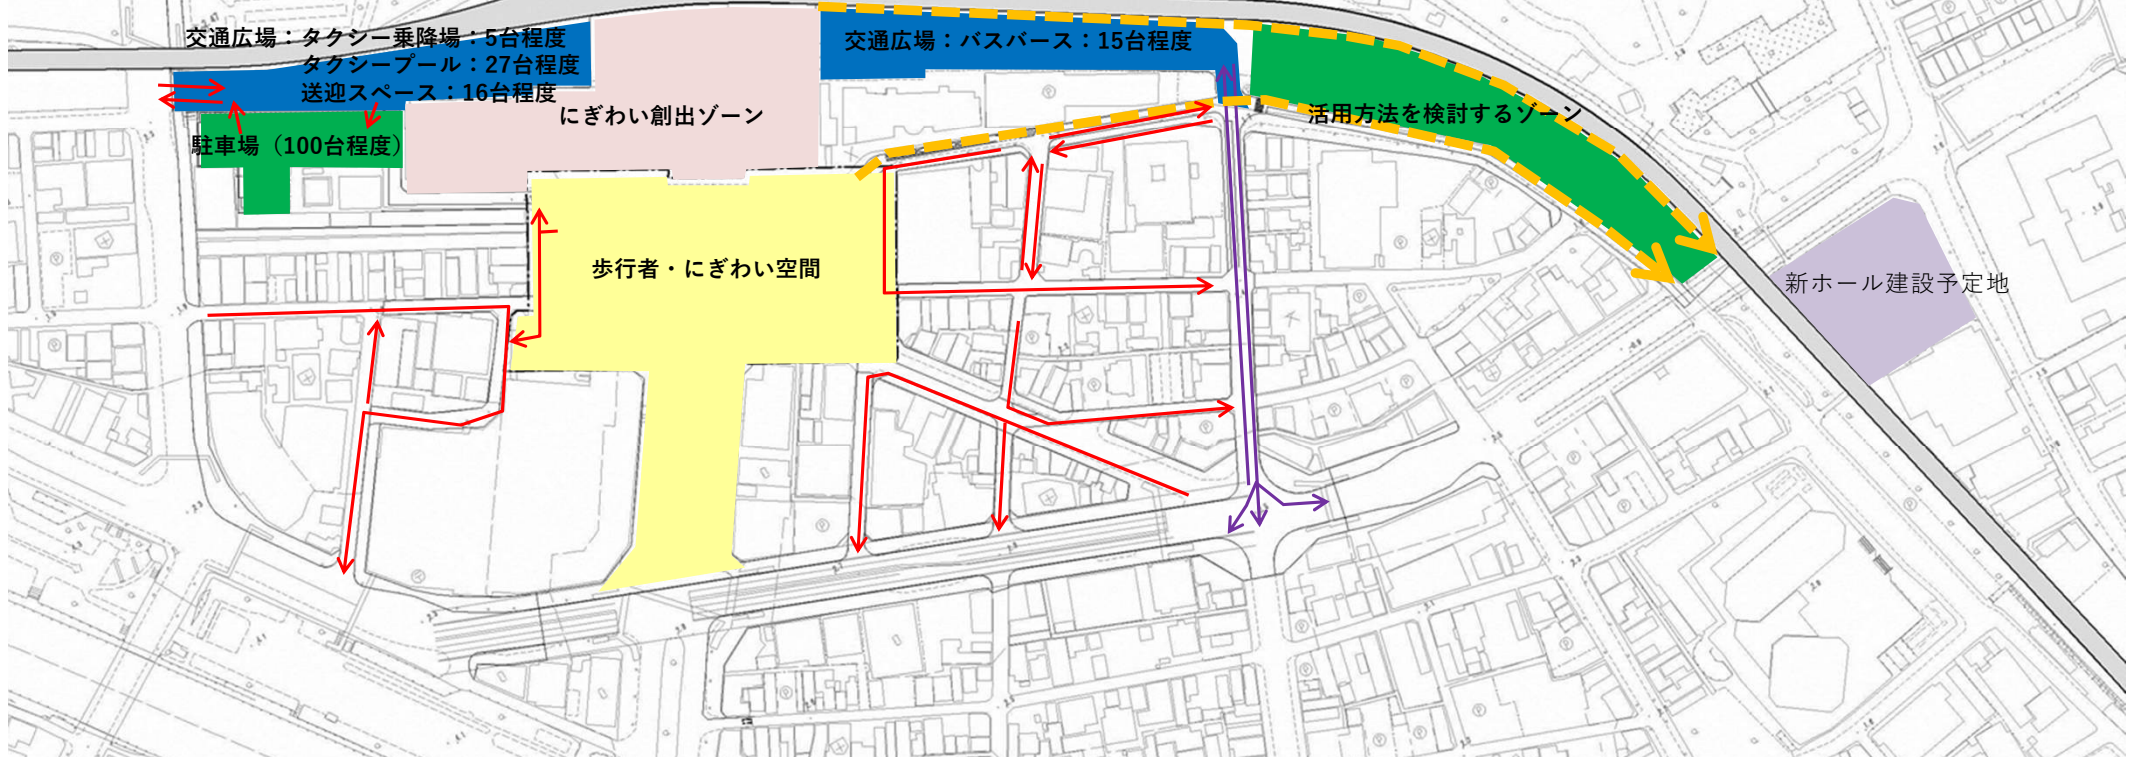 交通広場：タクシー乗降場：5台程度
タクシープール：27台程度
送迎スペース：16台程度
駐車場（100台程度）
にぎわい創出ゾーン
交通広場：バスバース：15台程度
活用方法を検討するゾーン
歩行者・にぎわい空間
新ホール建設予定地